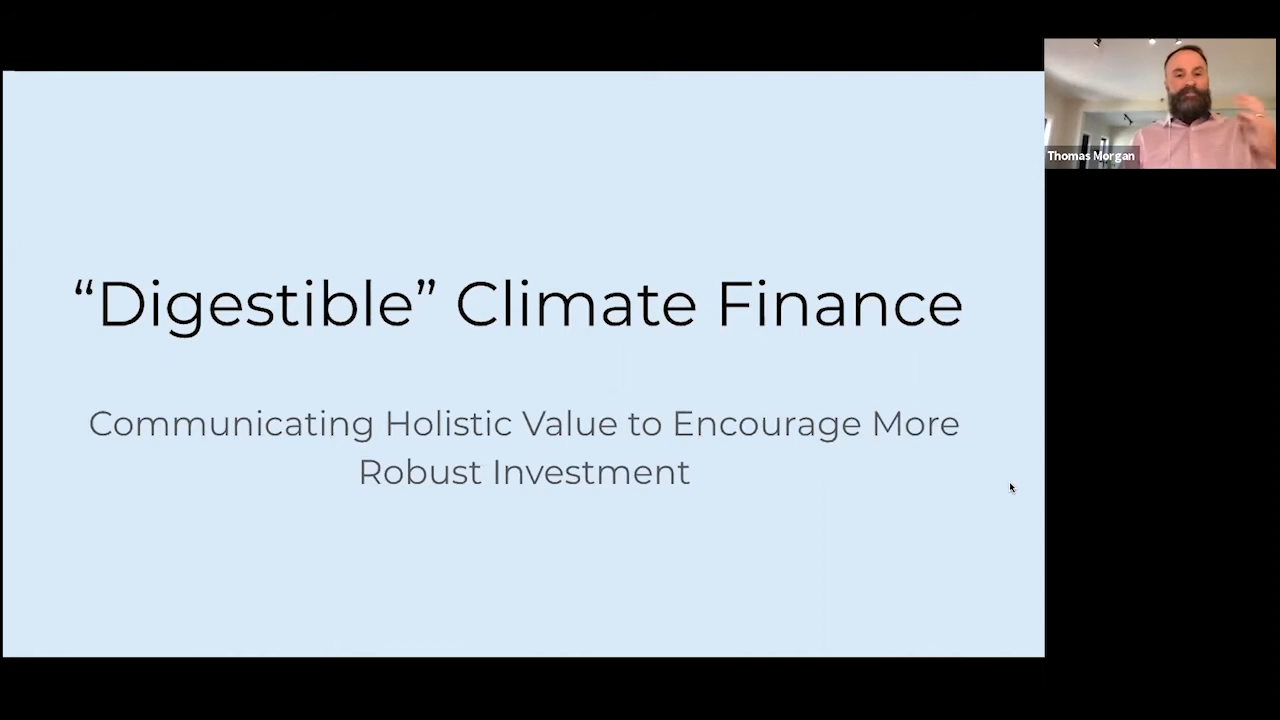 “Digestible” Climate Finance
Communicating Holistic Value to Encourage More
Robust Investment
Thomas Morgan